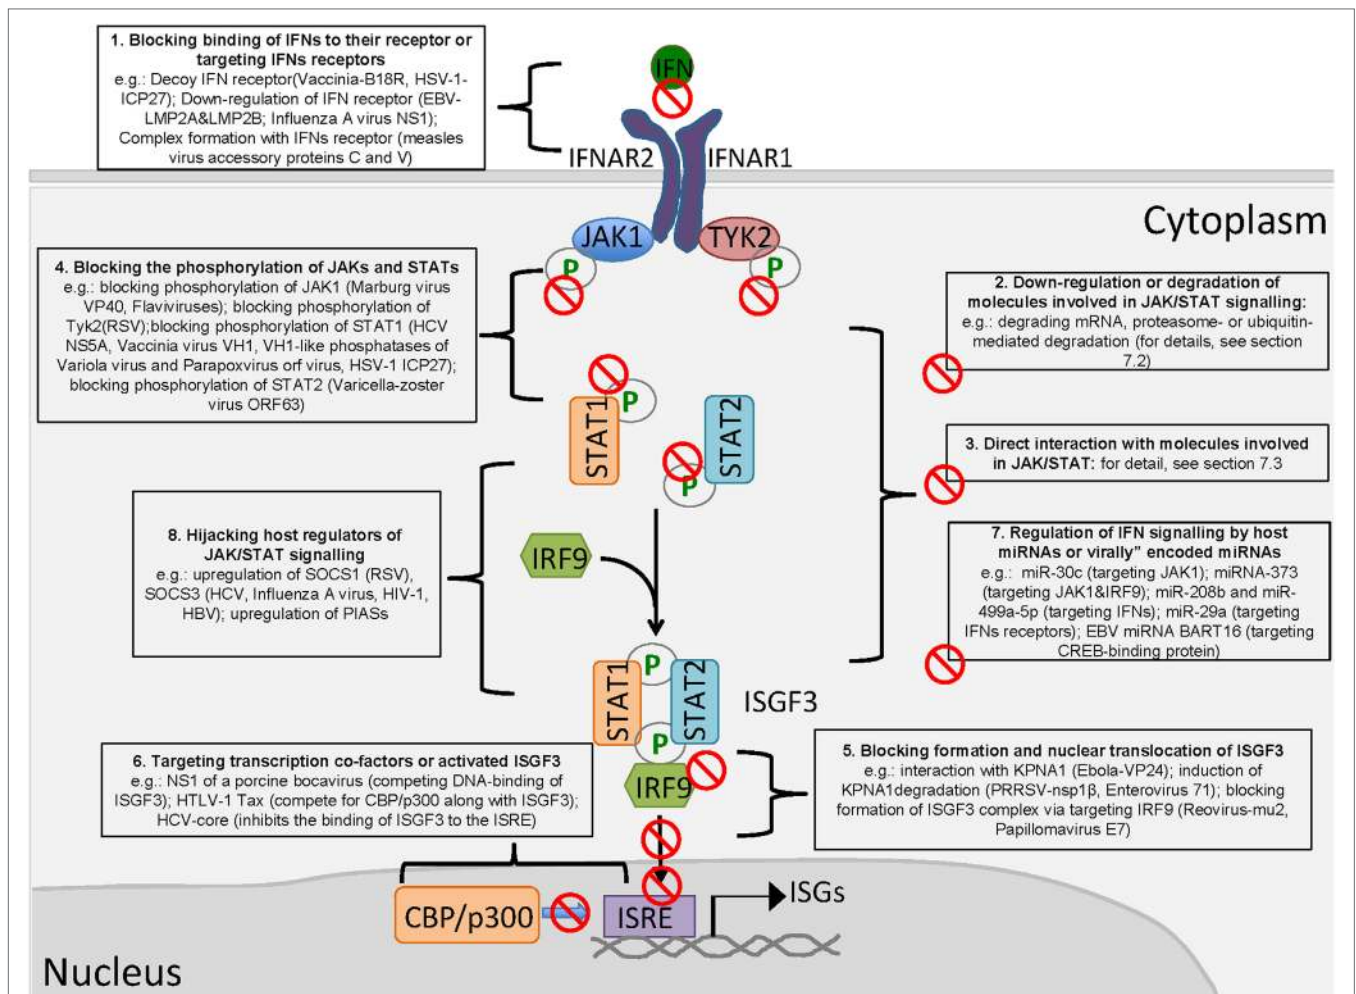 1. Blocking binding of IFNs to their receptor or
targeting IFNs receptors
e.g.: Decoy IFN receptor(Vaccinia-B18R, HSV-1-
ICP27); Down-regulation of IFN receptor (EBV-
LMP2A&LMP2B; Influenza A virus NS1);
Complex formation with IFNs receptor (measles
virus accessory proteins C and V)
IFN
IFNAR2
IFNAR1
Cytoplasm
JAK1
TYK2
P
P
4. Blocking the phosphorylation of JAKs and STATs
e.g.: blocking phosphorylation of JAK1 (Marburg virus
VP40, Flaviviruses); blocking phosphorylation of
Tyk2(RSV);blocking phosphorylation of STAT1 (HCV
NS5A, Vaccinia virus VH1, VH1-like phosphatases of
Variola virus and Parapoxvirus orf virus, HSV-1 ICP27);
blocking phosphorylation of STAT2 (Varicella-zoster
virus ORF63)
2. Down-regulation or degradation of
molecules involved in JAK/STAT signalling:
e.g.: degrading mRNA, proteasome- or ubiquitin-
mediated degradation (for details, see section
7.2)
STAT1
P
STAT2
P
3. Direct interaction with molecules involved
in JAK/STAT: for detail, see section 7.3
8. Hijacking host regulators of
JAK/STAT signalling
e.g.: upregulation of SOCS1 (RSV),
SOCS3 (HCV, Influenza A virus, HIV-1,
HBV); upregulation of PIASs
IRF9
7. Regulation of IFN signalling by host
miRNAs or virally” encoded miRNAs
e.g.: miR-30c (targeting JAK1); miRNA-373
(targeting JAK1&IRF9); miR-208b and miR-
499a-5p (targeting IFNs); miR-29a (targeting
IFNs receptors); EBV miRNA BART16 (targeting
CREB-binding protein)
STAT1
P
STAT2
P
IRF9
ISGF3
6. Targeting transcription co-factors or activated ISGF3
e.g.: NS1 of a porcine bocavirus (competing DNA-binding of
ISGF3); HTLV-1 Tax (compete for CBP/p300 along with ISGF3);
HCV-core (inhibits the binding of ISGF3 to the ISRE)
5. Blocking formation and nuclear translocation of ISGF3
e.g.: interaction with KPNA1 (Ebola-VP24); induction of
KPNA1degradation (PRRSV-nsp1β, Enterovirus 71); blocking
formation of ISGF3 complex via targeting IRF9 (Reovirus-mu2,
Papillomavirus E7)
CBP/p300
ISRE
ISGs
Nucleus